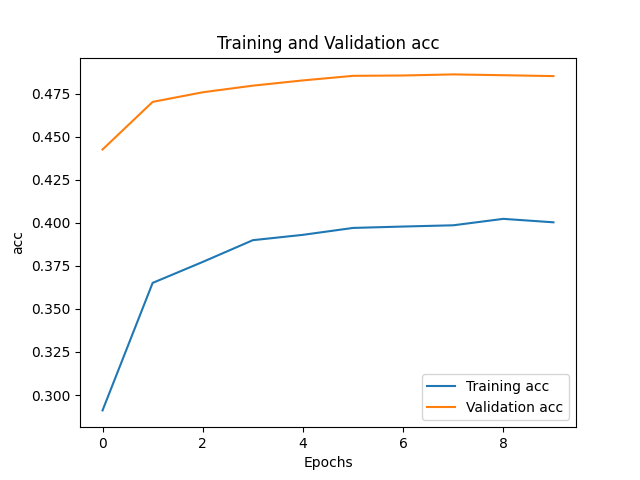 Training and Validation acc
0.475
0.450
0.425
0.400
0.375
0.350
0.325
0.300
acc
0
2
4
6
8
Epochs
Training acc
Validation acc